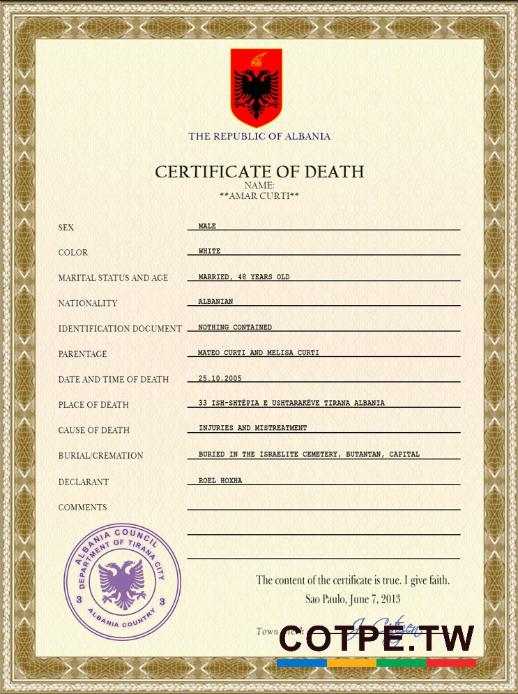 THE REPUBLIC OF ALBANIA
CERTIFICATE OF DEATH
NAME:
**AMAR CURTI**
SEX MALE
COLOR WHITE
MARITAL STATUS AND AGE MARRIED, 48 YEARS OLD
NATIONALITY ALBANIAN
IDENTIFICATION DOCUMENT NOTHING CONTAINED
PARENTAGE MATEO CURTI AND MELISA CURTI
DATE AND TIME OF DEATH 25.10.2005
PLACE OF DEATH 33 ISH-SHTËPIA E USHTARAKËVE TIRANA ALBANIA
CAUSE OF DEATH INJURIES AND MISTREATMENT
BURIAL/CREMATION BURIED IN THE ISRAELITE CEMETERY, BUTANTAN, CAPITAL
DECLARANT ROEL HOXHA
COMMENTS
ALBANIA COUNCIL
DEPARTMENT OF TIRANA CITY
3 3
ALBANIA COUNTRY
The content of the certificate is true. I give faith.
Sao Paulo, June 7, 2013
Town
COTPE.TW